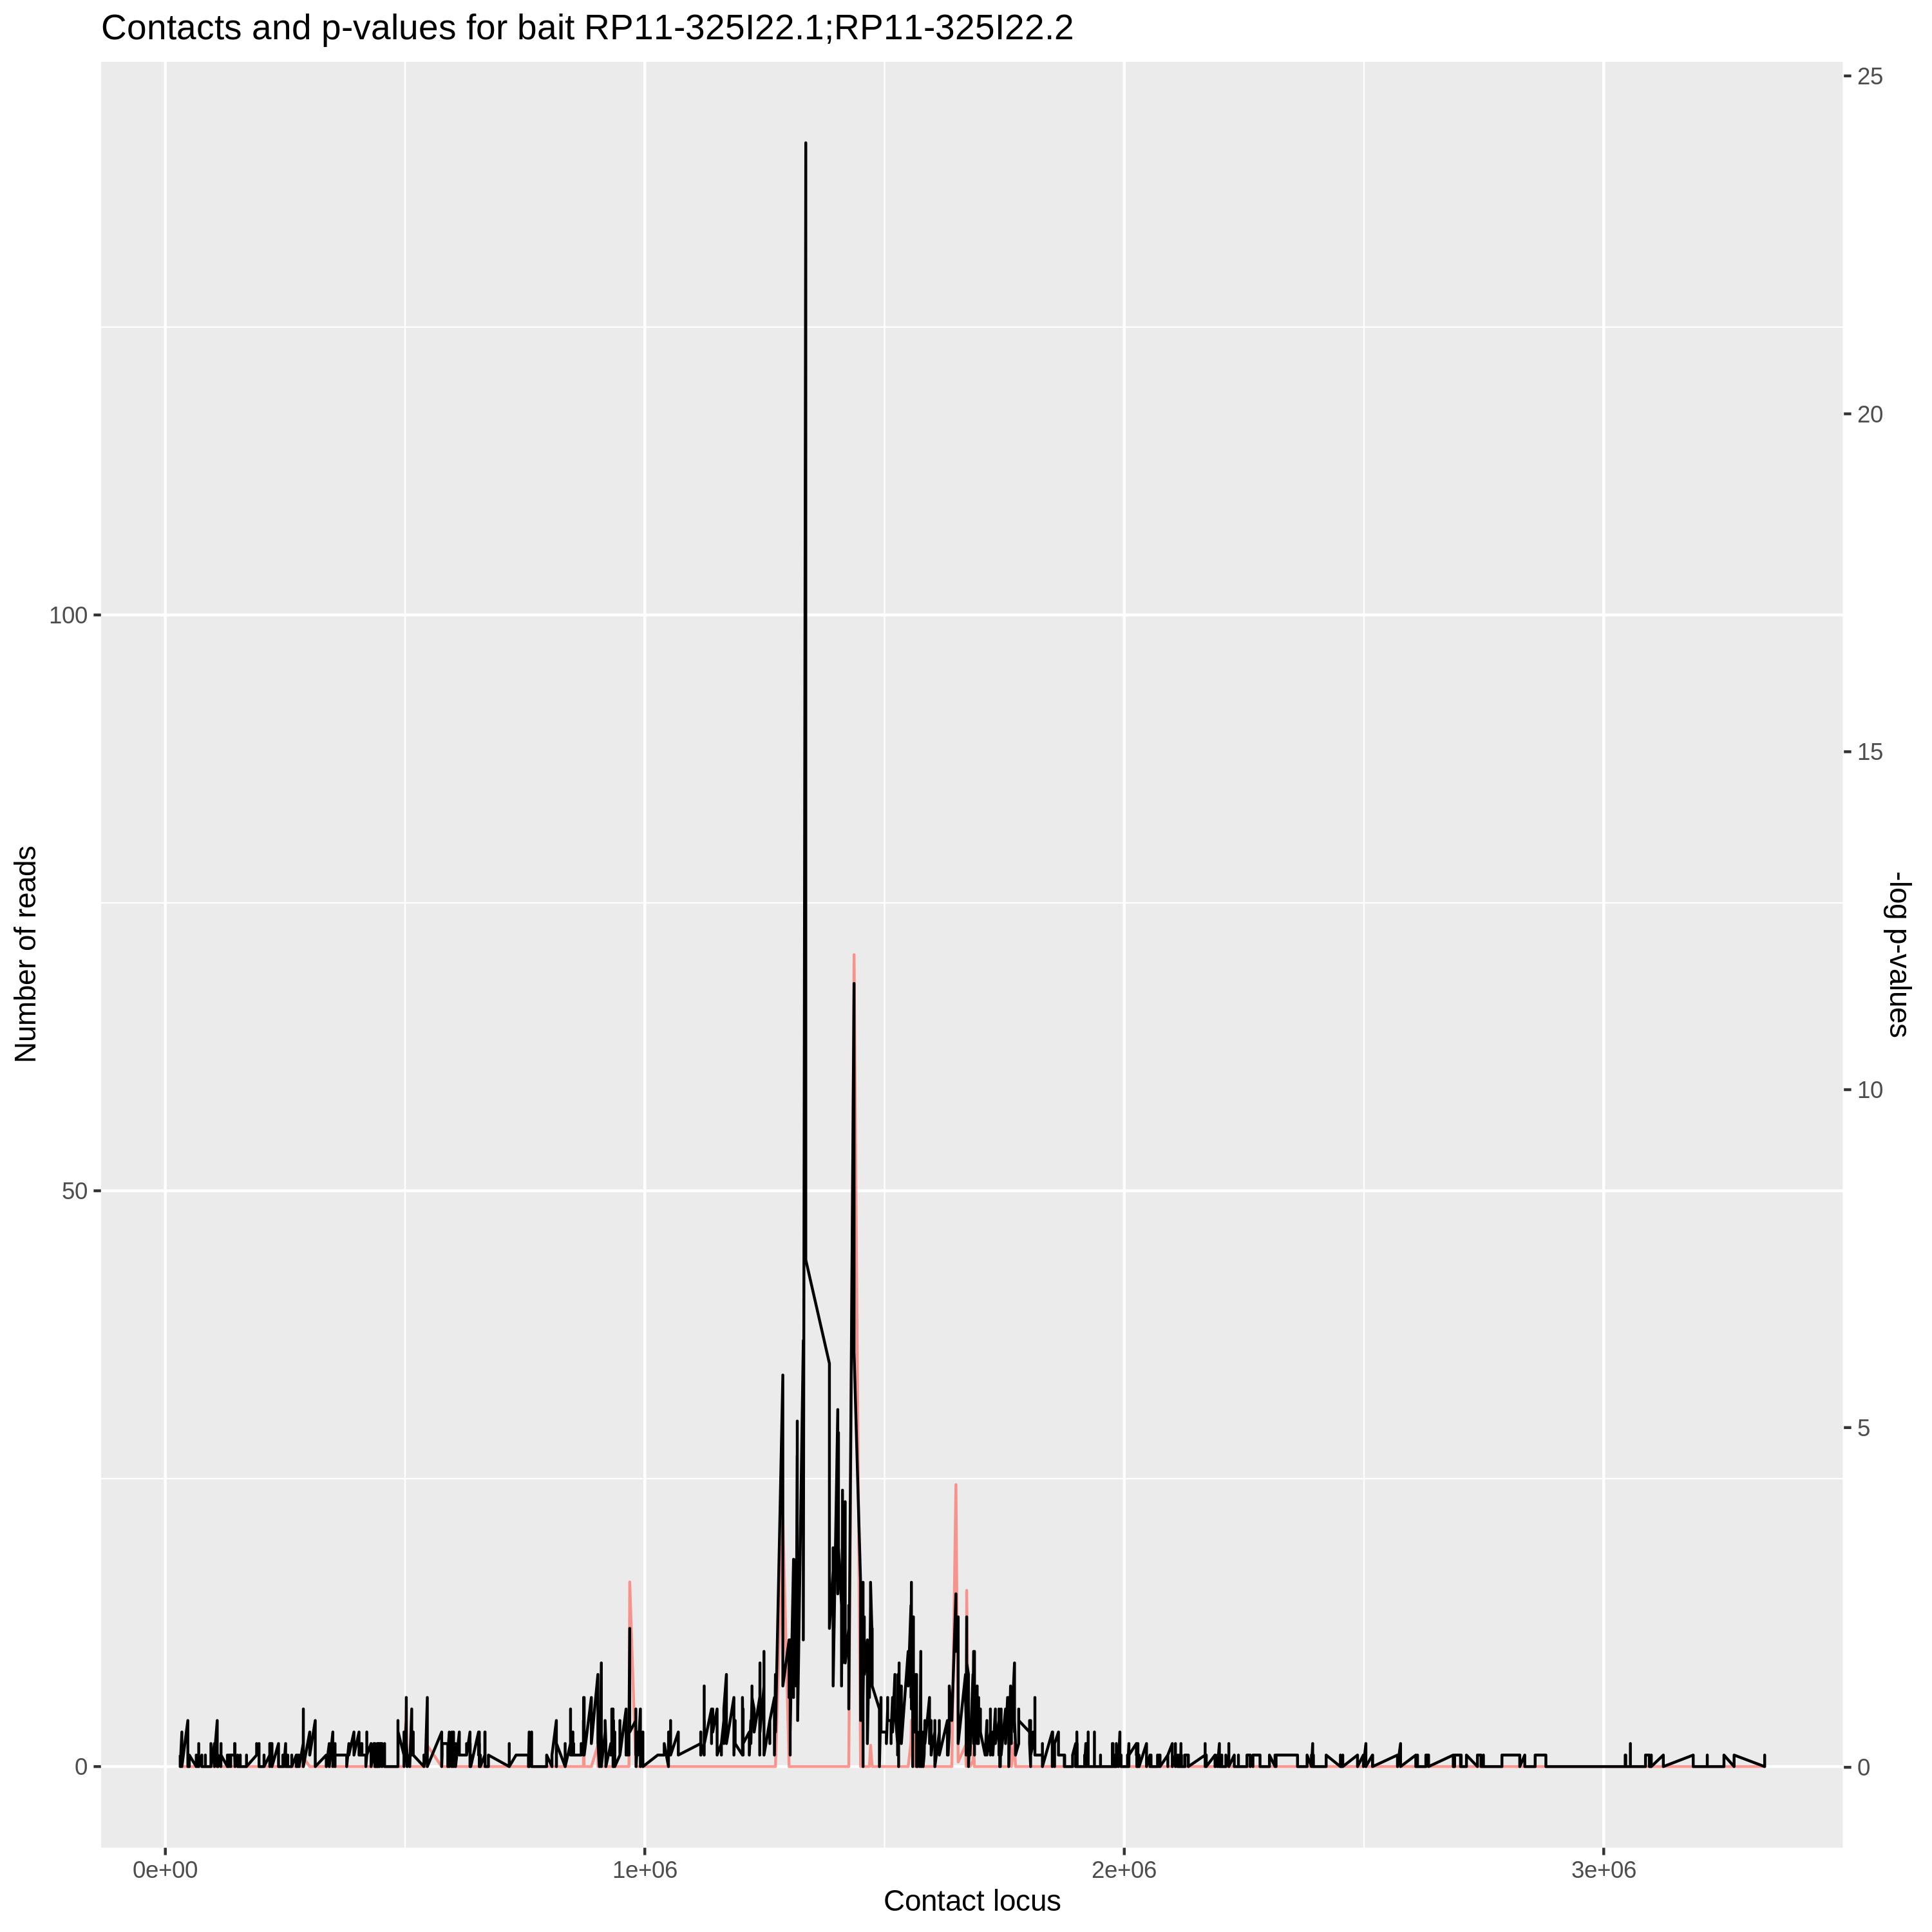 Contacts and p-values for bait RP11-325I22.1;RP11-325I22.2
25
20
100
15
Number of reads
-log p-values
10
50
5
0
0
0e+00
1e+06
2e+06
3e+06
Contact locus